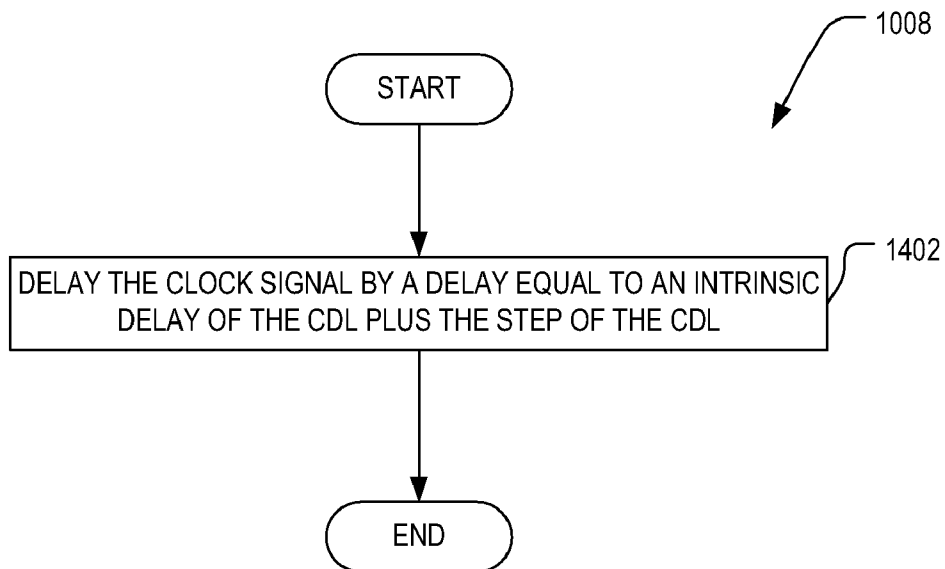 1008
START
1402
DELAY THE CLOCK SIGNAL BY A DELAY EQUAL TO AN INTRINSIC
DELAY OF THE CDL PLUS THE STEP OF THE CDL
END